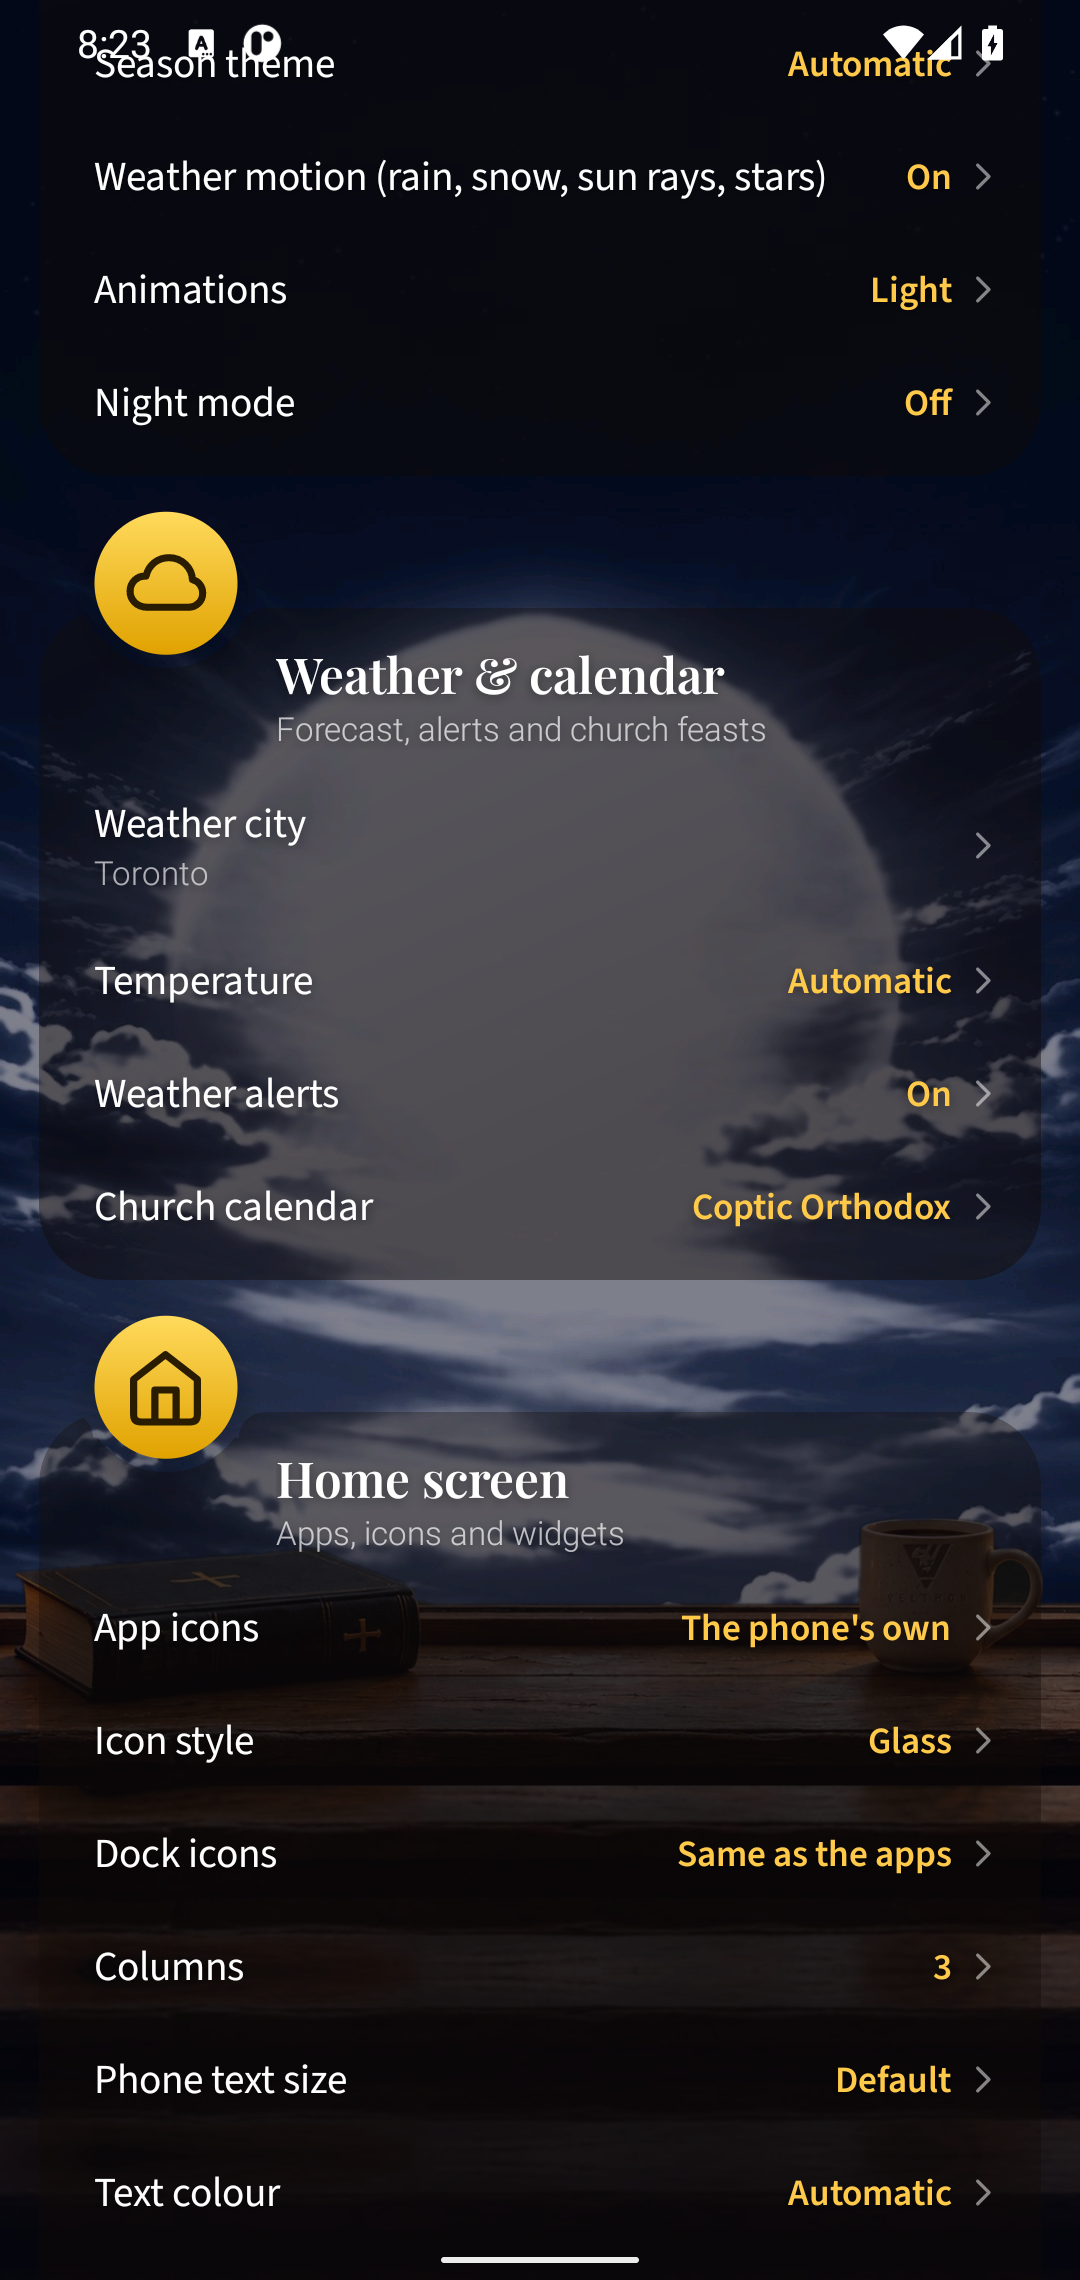 8:23
Season theme Automatic
Weather motion (rain, snow, sun rays, stars) On
Animations Light
Night mode Off
Weather & calendar
Forecast, alerts and church feasts
Weather city
Toronto
Temperature Automatic
Weather alerts On
Church calendar Coptic Orthodox
Home screen
Apps, icons and widgets
App icons The phone's own
Icon style Glass
Dock icons Same as the apps
Columns 3
Phone text size Default
Text colour Automatic